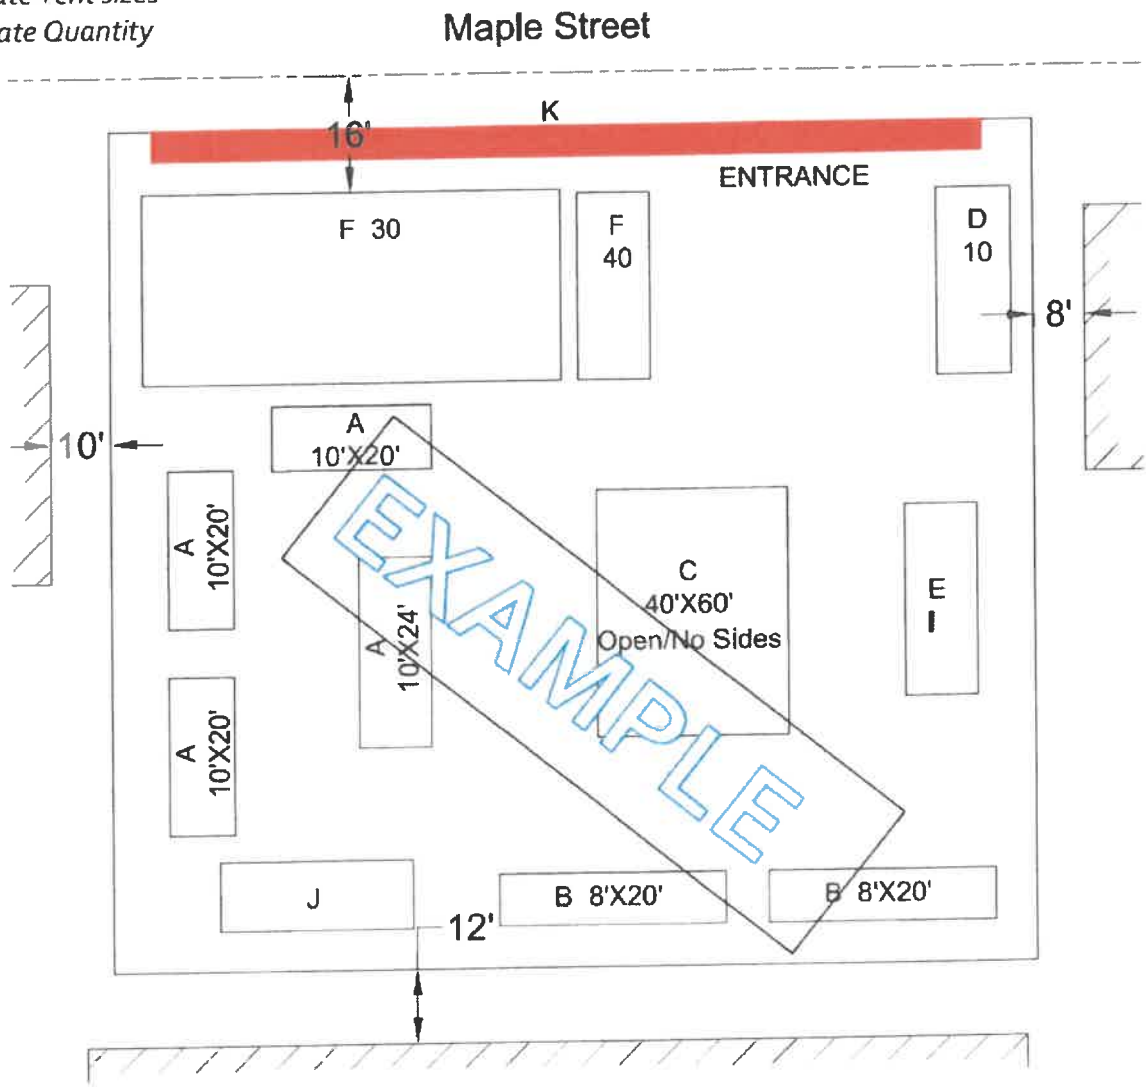 ate Quantity
Maple Street
K
16'
ENTRANCE
F 30
F
40
D
10
8'
10'
A
10'X20'
A
10'X20'
A
10'X24'
C
40'X60'
Open/No Sides
E
I
A
10'X20'
EXAMPLE
J
B 8'X20'
B 8'X20'
12'